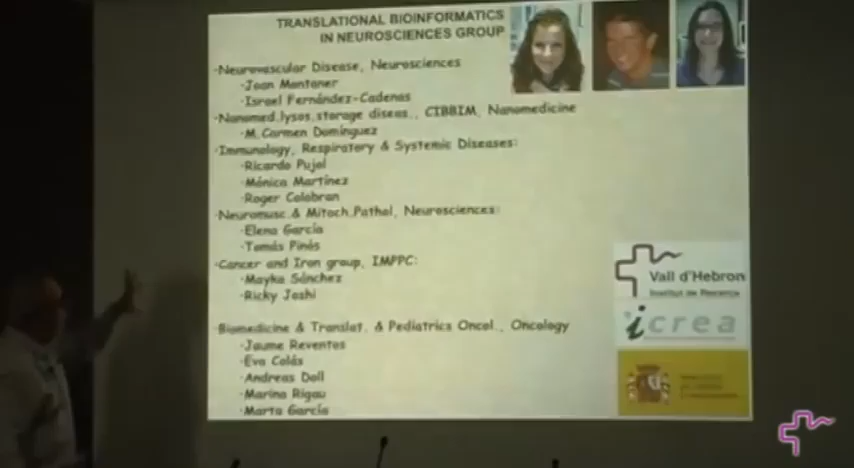 TRANSLATIONAL BIOINFORMATICS
IN NEUROSCIENCES GROUP
·Neurovascular Disease, Neurosciences
·Joan Montaner
·Israel Fernández-Cadenas
·Nanomed.lysos.storage diseas., CIBBIM, Nanomedicine
·M. Carmen Domínguez
·Immunology, Respiratory & Systemic Diseases:
·Ricardo Pujol
·Mónica Martínez
·Roger Colobran
·Neuromusc.& Mitoch.Pathol, Neurosciences:
·Elena García
·Tomàs Pinós
·Cancer and Iron group, IMPPC:
·Mayka Sánchez
·Ricky Joshi
·Biomedicine & Translat. & Pediatrics Oncol., Oncology
·Jaume Reventos
·Eva Colás
·Andreas Doll
·Marina Rigau
·Marta García
Vall d'Hebron
Institut de Recerca
icrea